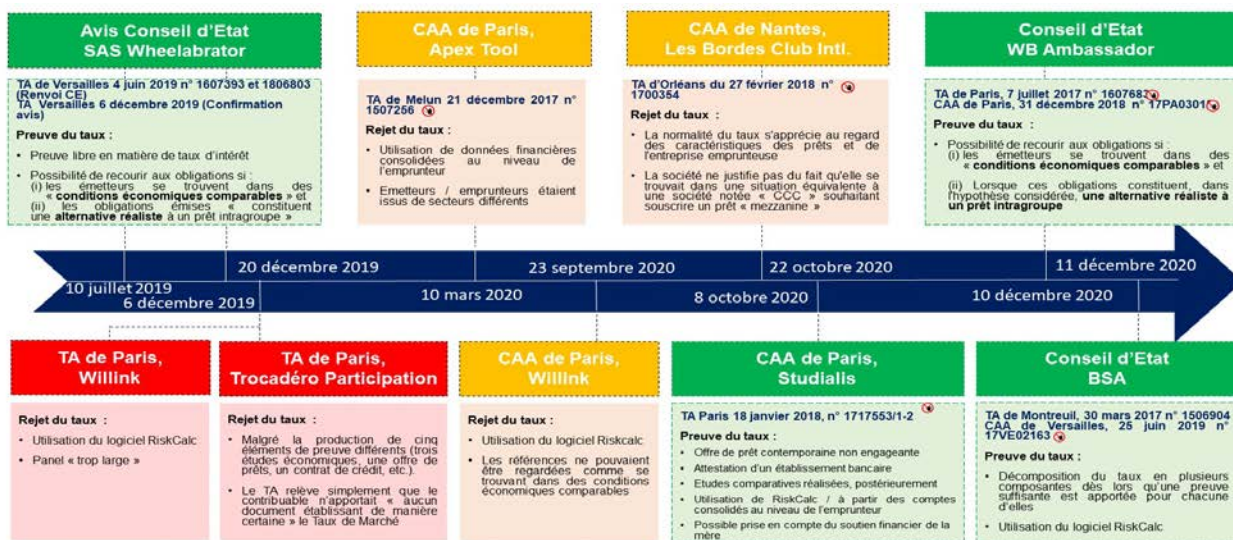 Avis Conseil d'Etat
SAS Wheelabrator
TA de Versailles 4 juin 2019 n° 1607393 et 1806803
(Renvoi CE)
TA Versailles 6 décembre 2019 (Confirmation
avis)
Preuve du taux :
• Preuve libre en matière de taux d'intérêt
• Possibilité de recourir aux obligations si :
(i) les émetteurs se trouvent dans des
« conditions économiques comparables » et
(ii) les obligations émises « constituent
une alternative réaliste à un prêt intragroupe »
CAA de Paris,
Apex Tool
TA de Melun 21 décembre 2017 n°
1507256
Rejet du taux :
• Utilisation de données financières
consolidées au niveau de
l'emprunteur
• Emetteurs / emprunteurs étaient
issus de secteurs différents
CAA de Nantes,
Les Bordes Club Intl.
TA d'Orléans du 27 février 2018 n°
1700354
Rejet du taux :
• La normalité du taux s'apprécie au regard
des caractéristiques des prêts et de
l'entreprise emprunteuse
• La société ne justifie pas du fait qu'elle se
trouvait dans une situation équivalente à
une société notée « CCC » souhaitant
souscrire un prêt « mezzanine »
Conseil d'Etat
WB Ambassador
TA de Paris, 7 juillet 2017 n° 160768
CAA de Paris, 31 décembre 2018 n° 17PA0301
Preuve du taux :
• Possibilité de recourir aux obligations si :
(i) les émetteurs se trouvent dans des
« conditions économiques comparables » et
(ii) Lorsque ces obligations constituent, dans
l'hypothèse considérée, une alternative réaliste à
un prêt intragroupe
20 décembre 2019
23 septembre 2020
22 octobre 2020
11 décembre 2020
10 juillet 2019
6 décembre 2019
10 mars 2020
8 octobre 2020
10 décembre 2020
TA de Paris,
Willink
Rejet du taux :
• Utilisation du logiciel RiskCalc
• Panel « trop large »
TA de Paris,
Trocadéro Participation
Rejet du taux :
• Malgré la production de cinq
éléments de preuve différents (trois
études économiques, une offre de
prêts, un contrat de crédit, etc.).
• Le TA relève simplement que le
contribuable n'apportait « aucun
document établissant de manière
certaine » le Taux de Marché
CAA de Paris,
Willink
Rejet du taux :
• Utilisation du logiciel Riskcalc
• Les références ne pouvaient
être regardées comme se
trouvant dans des conditions
économiques comparables
CAA de Paris,
Studialis
TA Paris 18 janvier 2018, n° 1717553/1-2
Preuve du taux :
• Offre de prêt contemporaine non engageante
• Attestation d'un établissement bancaire
• Etudes comparatives réalisées, postérieurement
• Utilisation de RiskCalc / à partir des comptes
consolidés au niveau de l'emprunteur
• Possible prise en compte du soutien financier de la
mère
Conseil d'Etat
BSA
TA de Montreuil, 30 mars 2017 n° 1506904
CAA de Versailles, 25 juin 2019 n°
17VE02163
Preuve du taux :
• Décomposition du taux en plusieurs
composantes dès lors qu'une preuve
suffisante est apportée pour chacune
d'elles
• Utilisation du logiciel RiskCalc